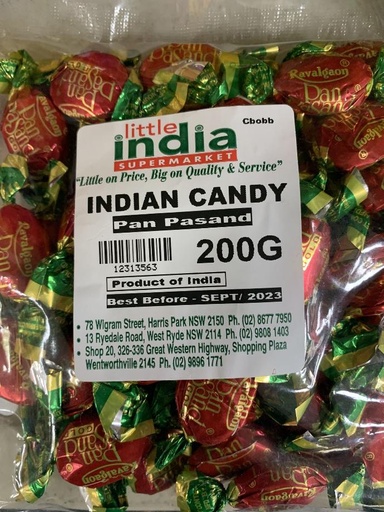 Cbobb
little
india
SUPERMARKET
"Little on Price, Big on Quality & Service"
INDIAN CANDY
Pan Pasand
200G
12313563
Product of India
Best Before - SEPT/ 2023
• 78 Wigram Street, Harris Park NSW 2150 Ph. (02) 8677 7950
• 13 Ryedale Road, West Ryde NSW 2114 Ph. (02) 9808 1403
• Shop 20, 326-336 Great Western Highway, Shopping Plaza
Wentworthville 2145 Ph. (02) 9896 1771
Ravalgaon
Pan
Pasand